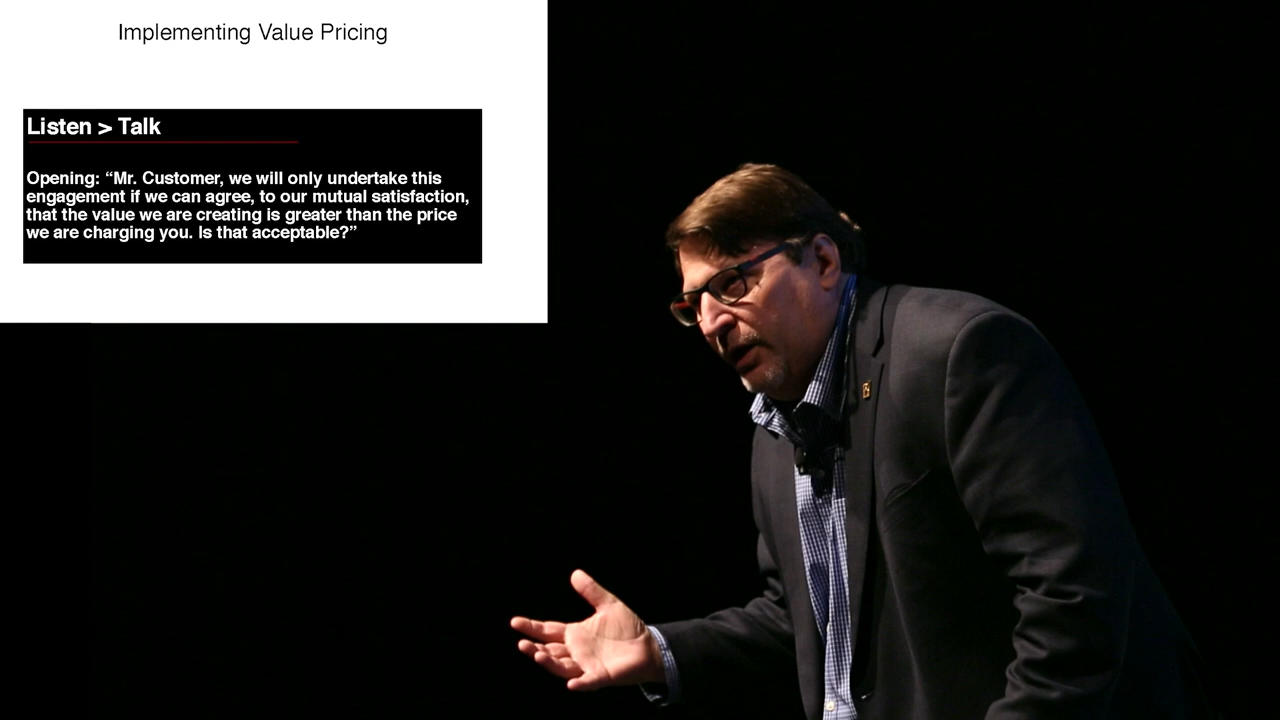 Implementing Value Pricing
Listen > Talk
Opening: “Mr. Customer, we will only undertake this
engagement if we can agree, to our mutual satisfaction,
that the value we are creating is greater than the price
we are charging you. Is that acceptable?”